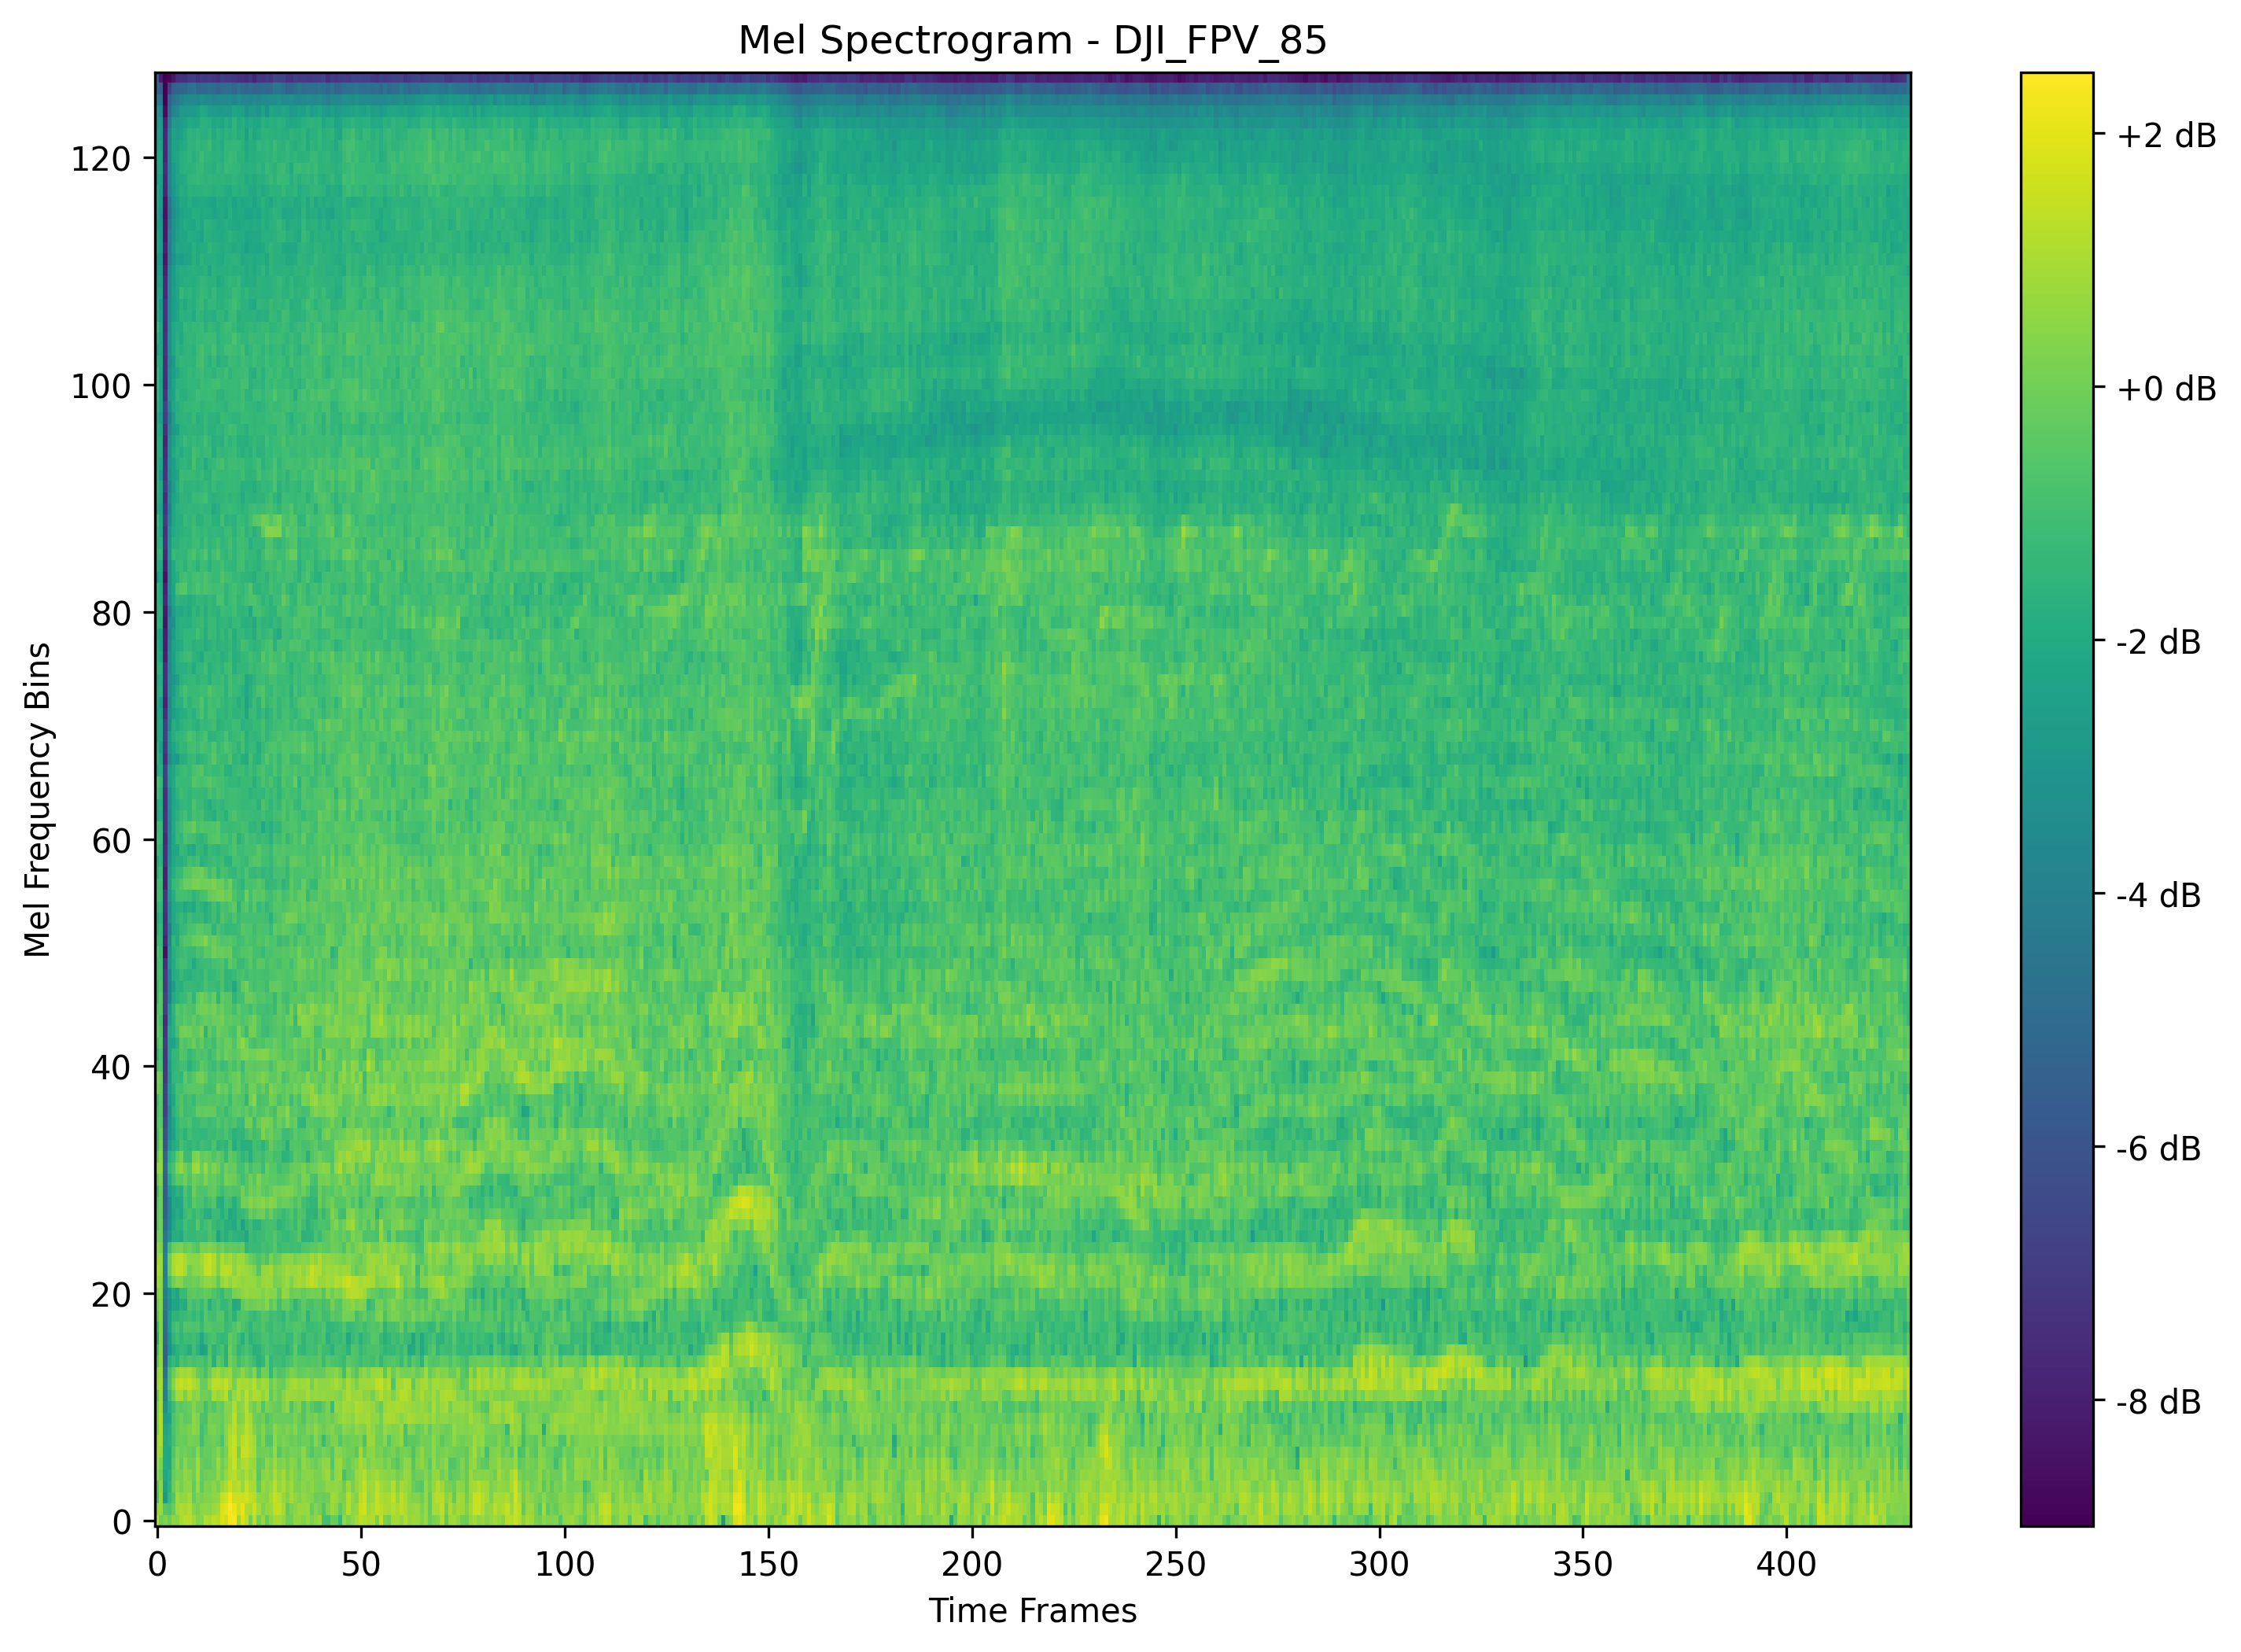 Mel Spectrogram - DJI_FPV_85
Mel Frequency Bins
120
100
80
60
40
20
0
0 50 100 150 200 250 300 350 400
Time Frames
+2 dB
+0 dB
-2 dB
-4 dB
-6 dB
-8 dB